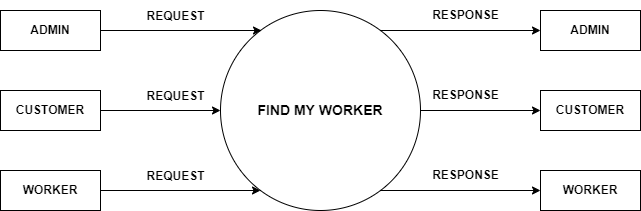 REQUEST
RESPONSE
ADMIN
ADMIN
REQUEST
RESPONSE
CUSTOMER
FIND MY WORKER
CUSTOMER
REQUEST
RESPONSE
WORKER
WORKER